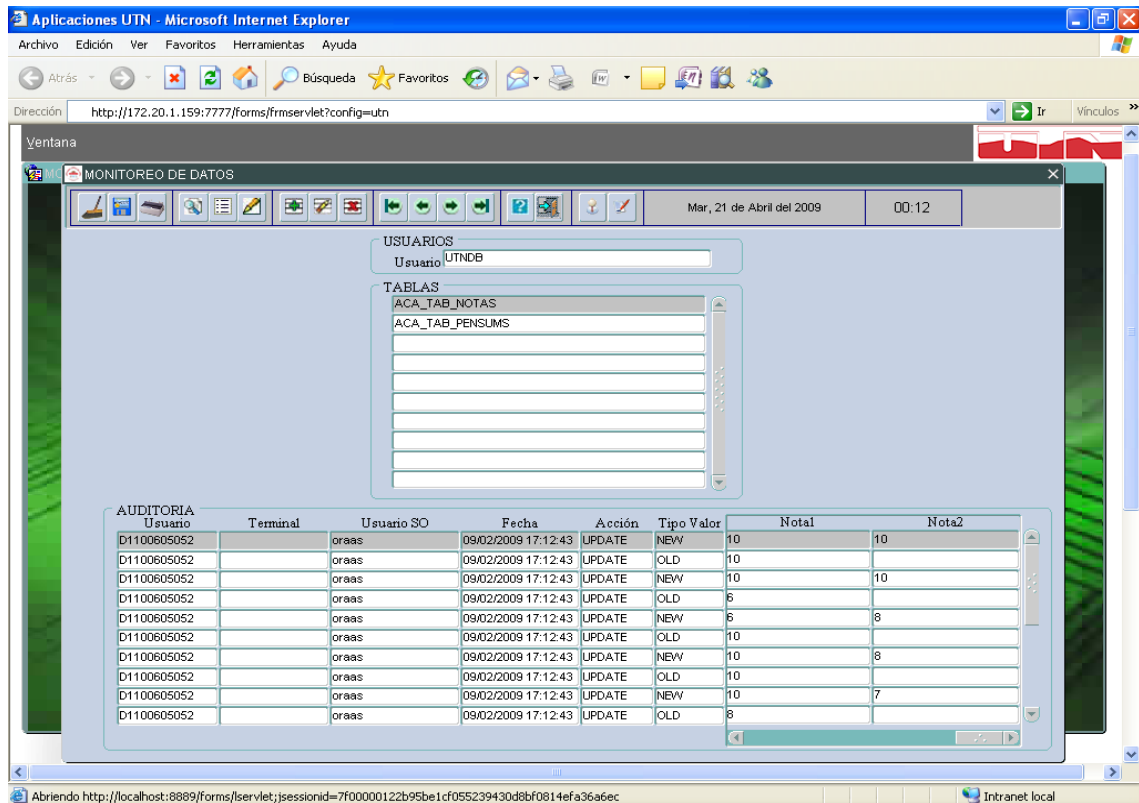 Aplicaciones UTN - Microsoft Internet Explorer
Archivo Edición Ver Favoritos Herramientas Ayuda
Atrás Búsqueda Favoritos
Dirección http://172.20.1.159:7777/forms/frmservlet?config=utn Ir Vínculos »
Ventana
MONITOREO DE DATOS
Mar, 21 de Abril del 2009 00:12
USUARIOS
Usuario UTNDB
TABLAS
ACA_TAB_NOTAS
ACA_TAB_PENSUMS
AUDITORIA
Usuario Terminal Usuario SO Fecha Acción Tipo Valor Nota1 Nota2
D1100605052 oraas 09/02/2009 17:12:43 UPDATE NEW 10 10
D1100605052 oraas 09/02/2009 17:12:43 UPDATE OLD 10
D1100605052 oraas 09/02/2009 17:12:43 UPDATE NEW 10 10
D1100605052 oraas 09/02/2009 17:12:43 UPDATE OLD 6
D1100605052 oraas 09/02/2009 17:12:43 UPDATE NEW 6 8
D1100605052 oraas 09/02/2009 17:12:43 UPDATE OLD 10
D1100605052 oraas 09/02/2009 17:12:43 UPDATE NEW 10 8
D1100605052 oraas 09/02/2009 17:12:43 UPDATE OLD 10
D1100605052 oraas 09/02/2009 17:12:43 UPDATE NEW 10 7
D1100605052 oraas 09/02/2009 17:12:43 UPDATE OLD 8
Abriendo http://localhost:8889/forms/lservlet;jsessionid=7f00000122b95be1cf055239430d8bf0814efa36a6ec Intranet local